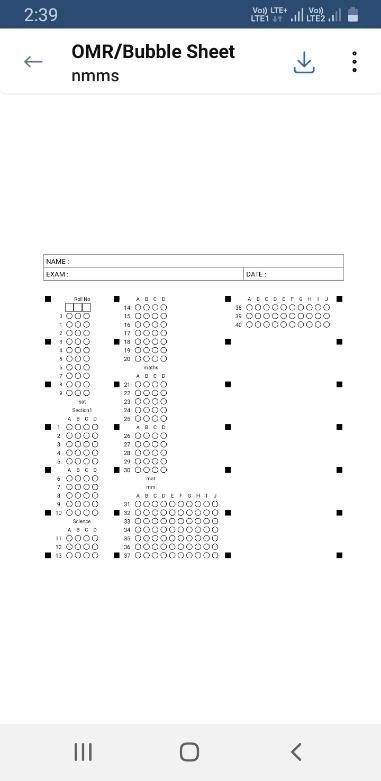 2:39
Vo)) LTE+
LTE1
Vo))
LTE2
OMR/Bubble Sheet
nmms
NAME :
EXAM :
DATE :
Roll No
0
1
2
3
4
5
6
7
8
9
set
Section1
A B C D
1
2
3
4
5
A B C D
6
7
8
9
10
Science
A B C D
11
12
13
A B C D
14
15
16
17
18
19
20
maths
A B C D
21
22
23
24
25
A B C D
26
27
28
29
30
mat
mm
A B C D E F G H I J
31
32
33
34
35
36
37
A B C D E F G H I J
38
39
40